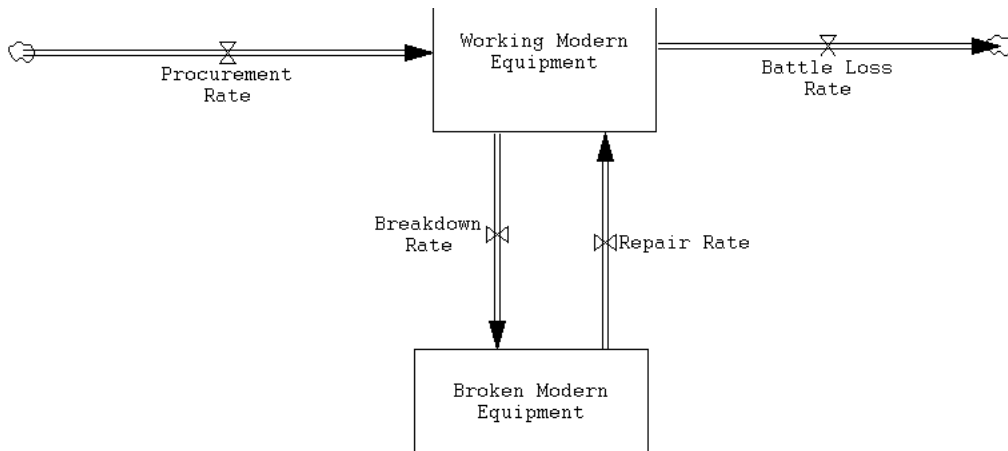 Working Modern
Equipment
Procurement
Rate
Battle Loss
Rate
Breakdown
Rate
Repair Rate
Broken Modern
Equipment